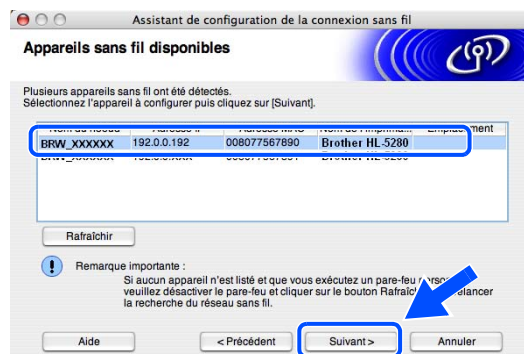 Assistant de configuration de la connexion sans fil
Appareils sans fil disponibles
Plusieurs appareils sans fil ont été détectés.
Sélectionnez l'appareil à configurer puis cliquez sur [Suivant].
BRW_XXXXXX 192.0.0.192 008077567890 Brother HL-5280
Rafraîchir
Remarque importante :
Si aucun appareil n'est listé et que vous exécutez un pare-feu
veuillez désactiver le pare-feu et cliquer sur le bouton
la recherche du réseau sans fil.
Aide < Précédent Suivant > Annuler